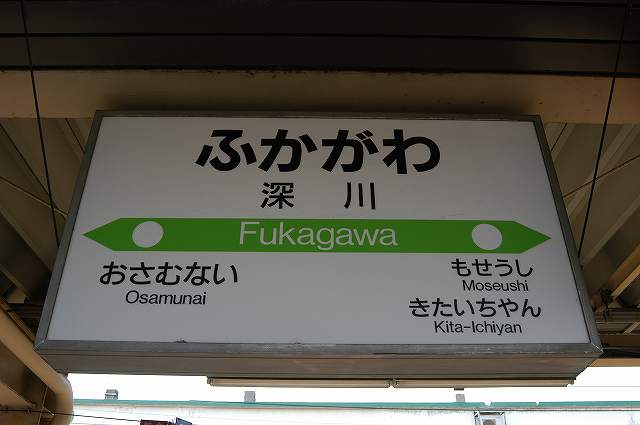 ふかがわ
深川
Fukagawa
おさむない
Osamunai
もせうし
Moseushi
きたいちやん
Kita-Ichiyan